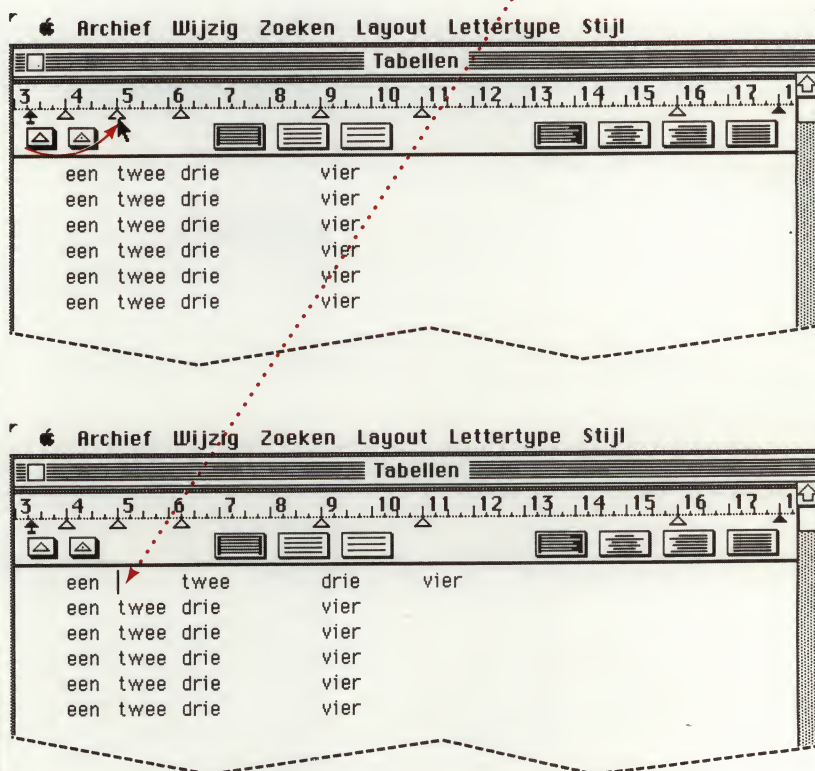 Archief Wijzig Zoeken Layout Lettertype Stijl
Tabellen
3 4 5 6 7 8 9 10 11 12 13 14 15 16 17 1
een twee drie vier
een twee drie vier
een twee drie vier
een twee drie vier
een twee drie vier
een twee drie vier
Archief Wijzig Zoeken Layout Lettertype Stijl
Tabellen
3 4 5 6 7 8 9 10 11 12 13 14 15 16 17 1
een twee drie vier
een twee drie vier
een twee drie vier
een twee drie vier
een twee drie vier
een twee drie vier